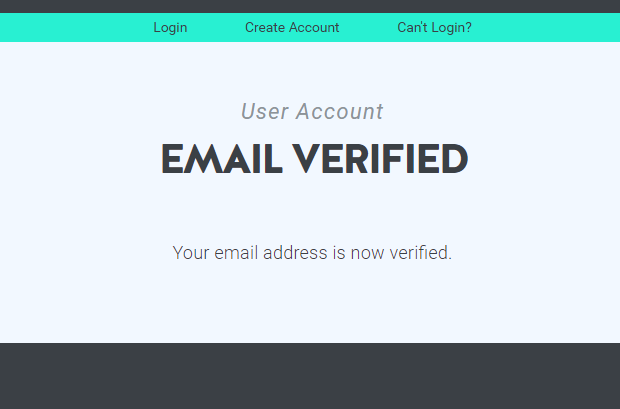 Login Create Account Can't Login?
User Account
EMAIL VERIFIED
Your email address is now verified.